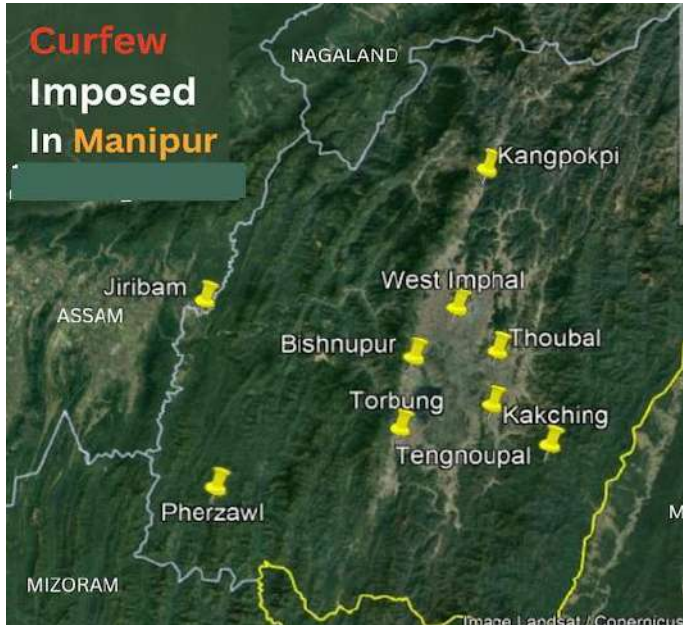 Curfew
Imposed
In Manipur
NAGALAND
Kangpokpi
Jiribam
West Imphal
ASSAM
Bishnupur
Thoubal
Torbung
Kakching
Tengnoupal
Pherzawl
M
MIZORAM
Image Landsat / Copernicus